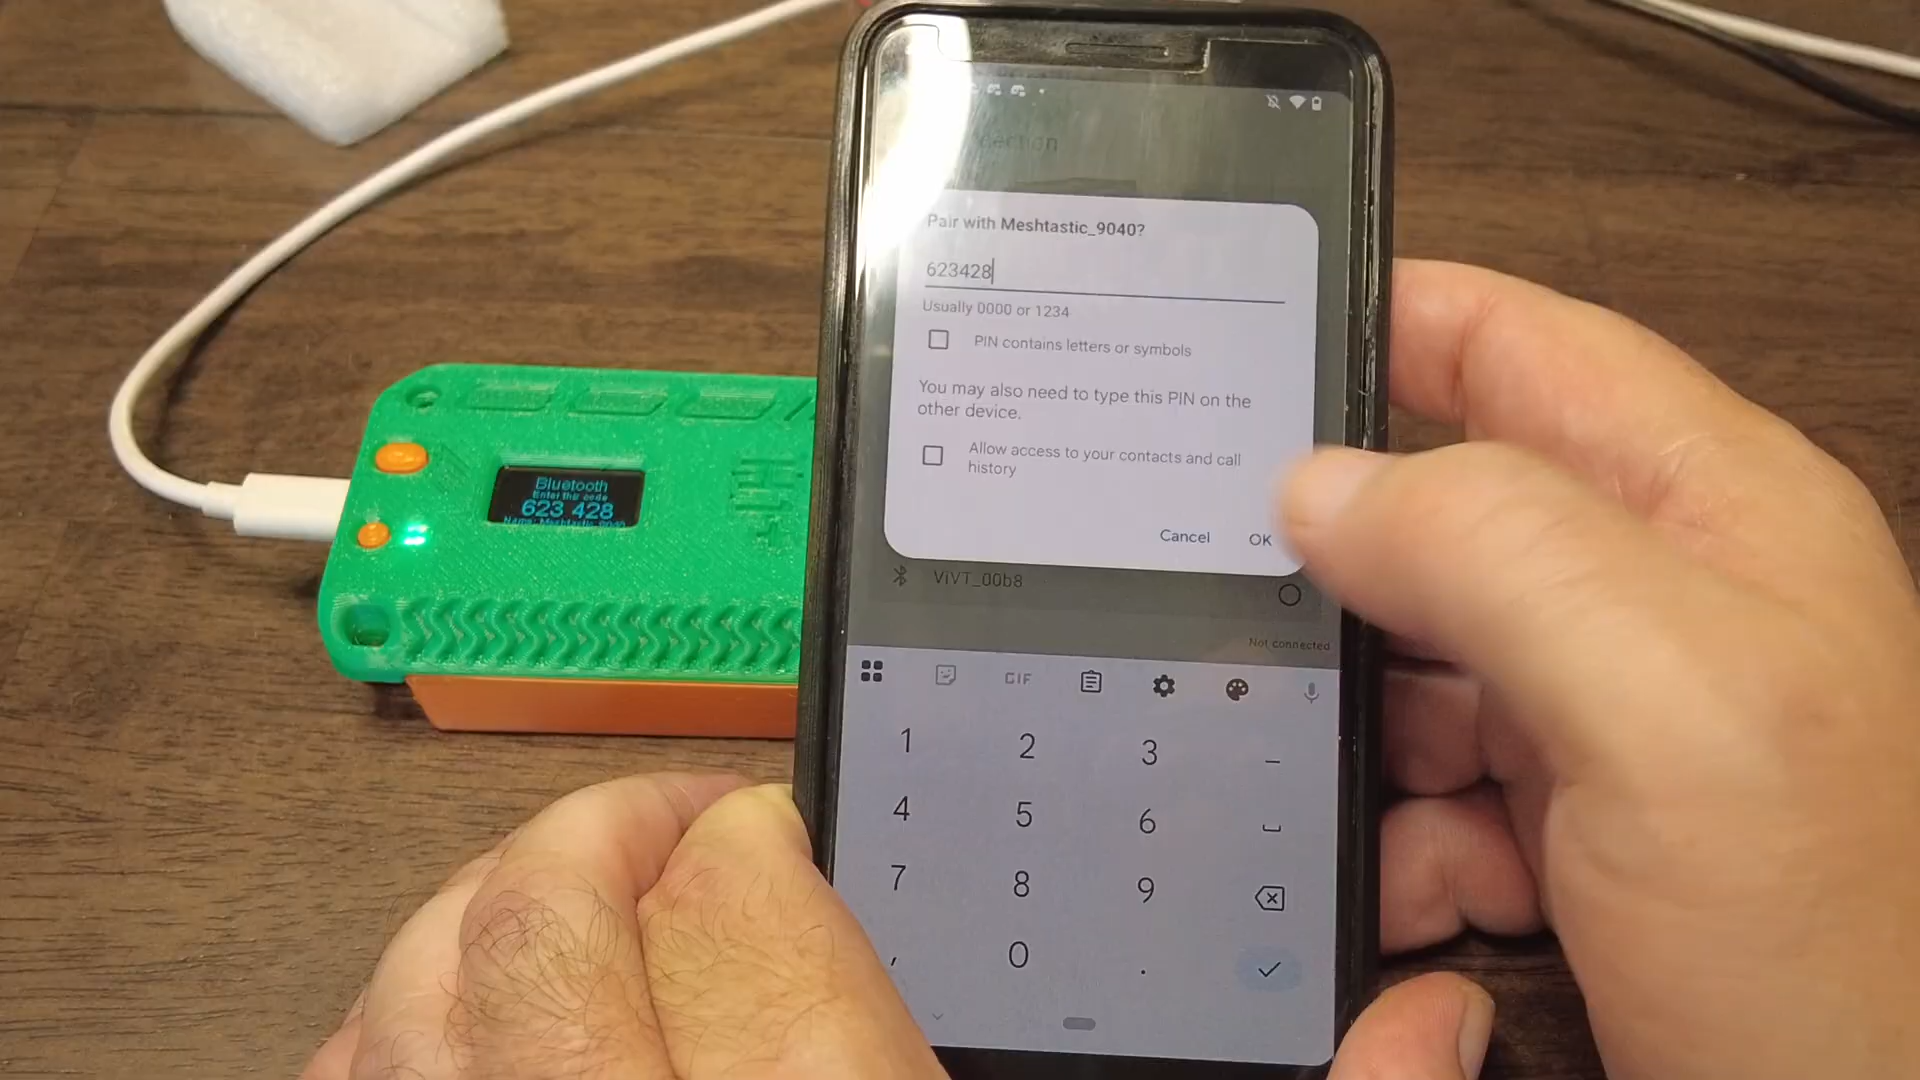 Bluetooth
Enter this code
623 428
Name: Meshtastic_9040
Pair with Meshtastic_9040?
623428
Usually 0000 or 1234
PIN contains letters or symbols
You may also need to type this PIN on the
other device.
Allow access to your contacts and call
history
Cancel OK
ViVT_00b8
Not connected
GIF
1 2 3 –
4 5 6
7 8 9
, 0 .